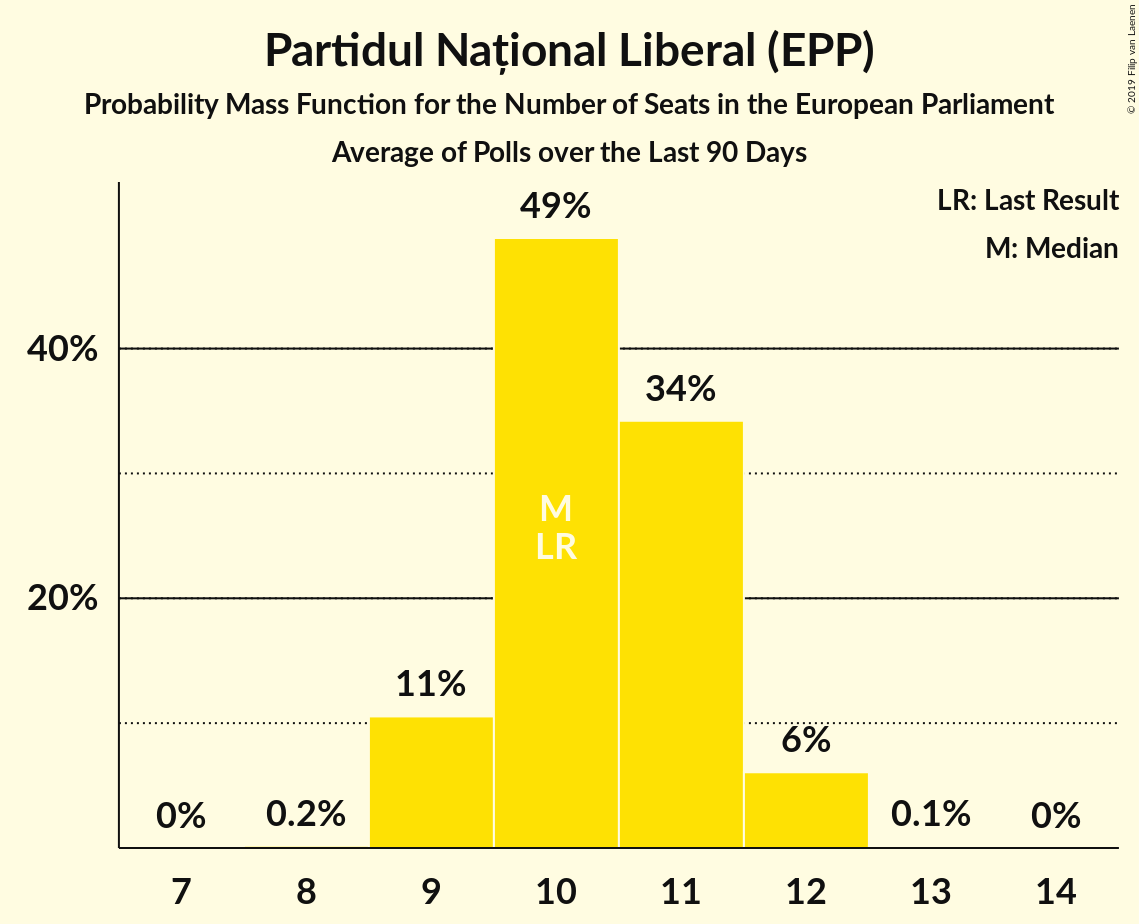 Partidul Național Liberal (EPP)
Probability Mass Function for the Number of Seats in the European Parliament
Average of Polls over the Last 90 Days
© 2019 Filip van Laenen
LR: Last Result
M: Median
49%
40%
34%
M
LR
20%
11%
6%
0%
0.2%
0.1%
0%
7
8
9
10
11
12
13
14